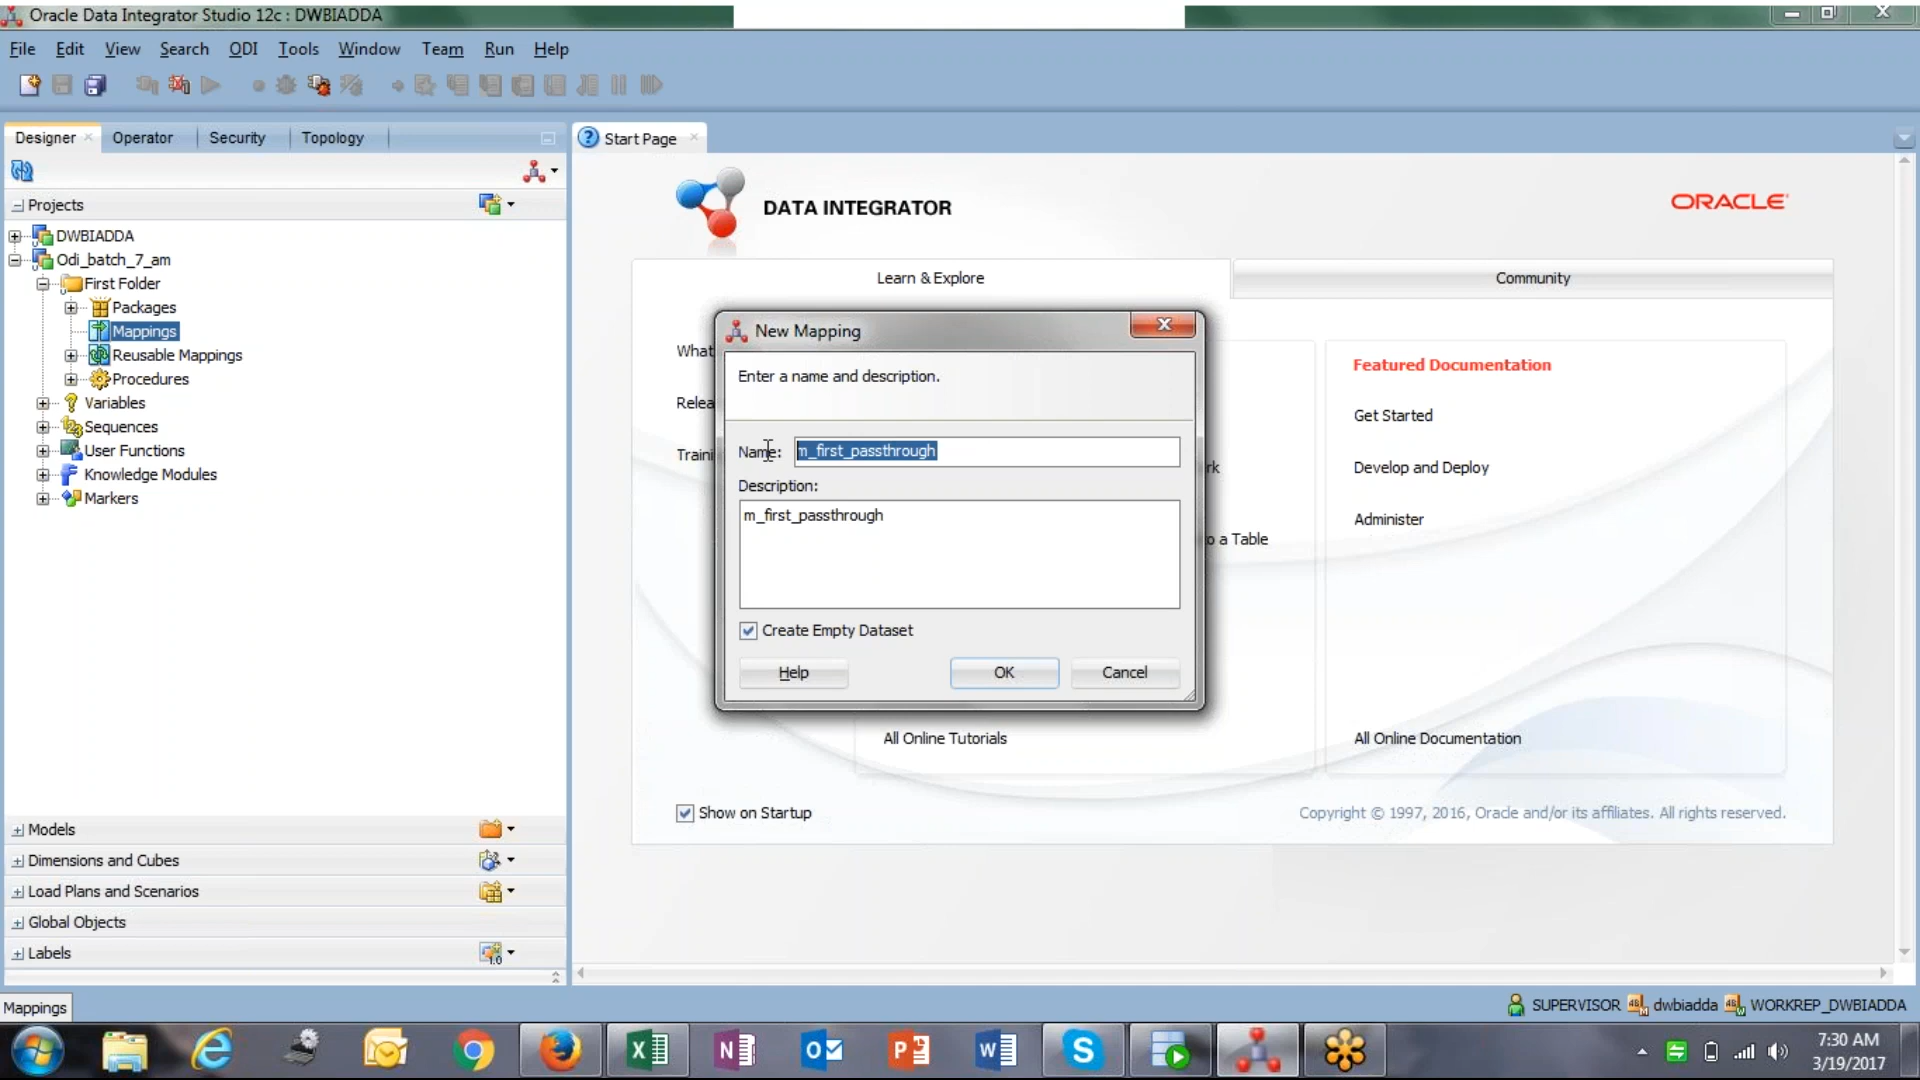 Oracle Data Integrator Studio 12c : DWBIADDA
File Edit View Search ODI Tools Window Team Run Help
Designer Operator Security Topology
Start Page
Projects
DWBIADDA
Odi_batch_7_am
First Folder
Packages
Mappings
Reusable Mappings
Procedures
Variables
Sequences
User Functions
Knowledge Modules
Markers
Models
Dimensions and Cubes
Load Plans and Scenarios
Global Objects
Labels
1.0
DATA INTEGRATOR
ORACLE
Learn & Explore
Community
What
Relea
Traini
rk
o a Table
All Online Tutorials
Featured Documentation
Get Started
Develop and Deploy
Administer
All Online Documentation
Show on Startup
Copyright © 1997, 2016, Oracle and/or its affiliates. All rights reserved.
New Mapping
Enter a name and description.
Name: m_first_passthrough
Description:
m_first_passthrough
Create Empty Dataset
Help OK Cancel
Mappings
SUPERVISOR dwbiadda WORKREP_DWBIADDA
7:30 AM
3/19/2017